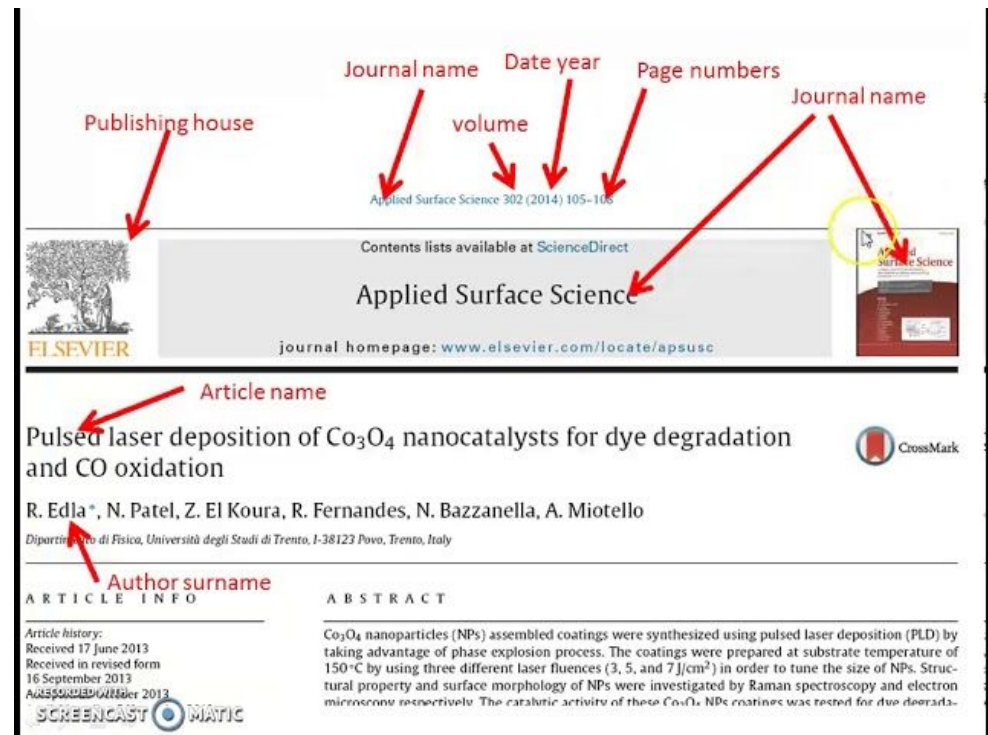 Journal name
Date year
Page numbers
Journal name
Publishing house
volume
Applied Surface Science 302 (2014) 105–108
Contents lists available at ScienceDirect
Applied Surface Science
journal homepage: www.elsevier.com/locate/apsusc
ELSEVIER
Applied
Surface Science
Article name
Pulsed laser deposition of Co₃O₄ nanocatalysts for dye degradation
and CO oxidation
CrossMark
R. Edla*, N. Patel, Z. El Koura, R. Fernandes, N. Bazzanella, A. Miotello
Dipartimento di Fisica, Università degli Studi di Trento, I-38123 Povo, Trento, Italy
Author surname
ARTICLE INFO
ABSTRACT
Article history:
Received 17 June 2013
Received in revised form
16 September 2013
October 2013
Co₃O₄ nanoparticles (NPs) assembled coatings were synthesized using pulsed laser deposition (PLD) by
taking advantage of phase explosion process. The coatings were prepared at substrate temperature of
150 °C by using three different laser fluences (3, 5, and 7 J/cm²) in order to tune the size of NPs. Struc-
tural property and surface morphology of NPs were investigated by Raman spectroscopy and electron
microscopy respectively. The catalytic activity of these Co₃O₄ NPs coatings was tested for dye degrada-
RECORDED WITH
SCREENCAST MATIC